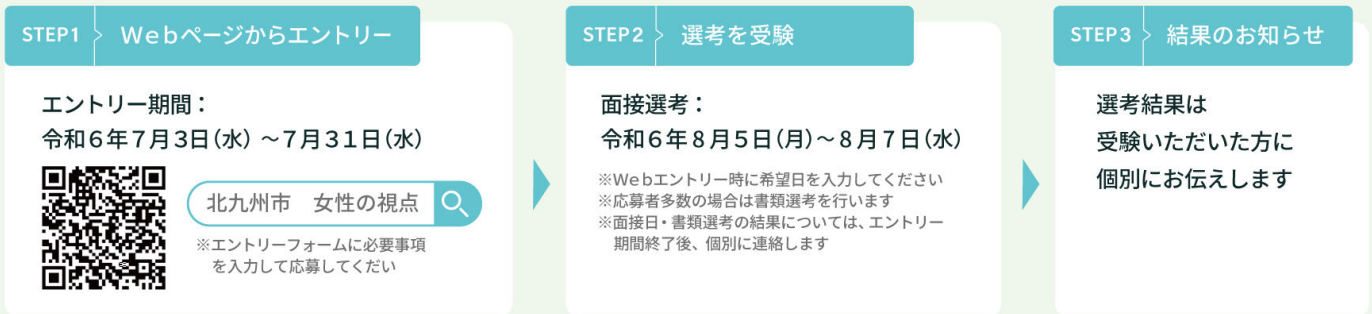 STEP1 Ｗｅｂページからエントリー
エントリー期間：
令和６年７月３日（水）～７月３１日（水）
北九州市　女性の視点
※エントリーフォームに必要事項
を入力して応募してくだい
STEP2 選考を受験
面接選考：
令和６年８月５日（月）～８月７日（水）
※Ｗｅｂエントリー時に希望日を入力してください
※応募者多数の場合は書類選考を行います
※面接日・書類選考の結果については、エントリー
期間終了後、個別に連絡します
STEP3 結果のお知らせ
選考結果は
受験いただいた方に
個別にお伝えします